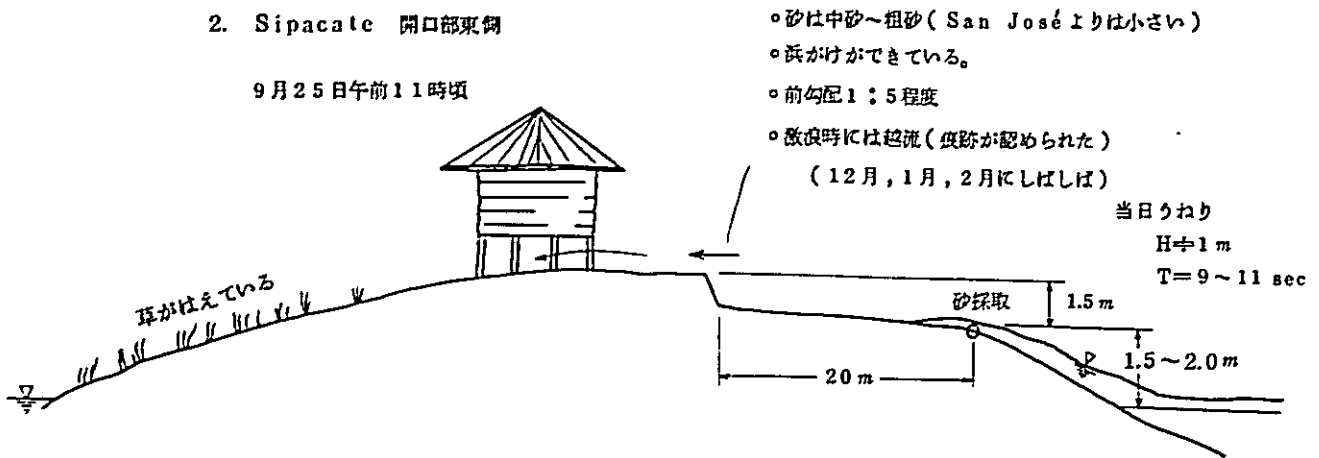 2. Sipacate 開口部東側
9月25日午前11時頃
◦砂は中砂～粗砂(San Joséよりは小さい)
◦浜がけができている。
◦前勾配1：5程度
◦激浪時には越流(痕跡が認められた)
(12月,1月,2月にしばしば)
当日うねり
H≑1m
T=9~11 sec
草がはえている
砂採取
1.5m
1.5~2.0m
20m